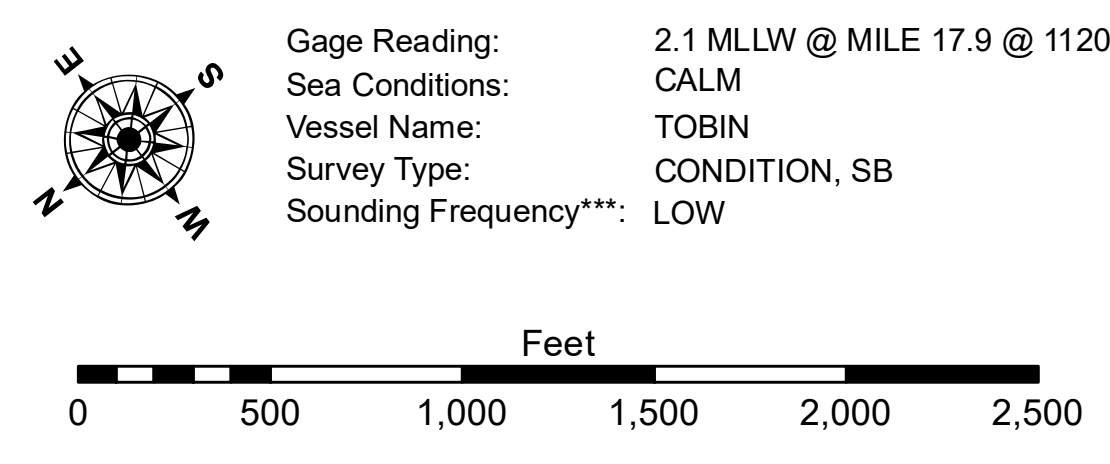 E
S
N
W
Gage Reading: 2.1 MLLW @ MILE 17.9 @ 1120
Sea Conditions: CALM
Vessel Name: TOBIN
Survey Type: CONDITION, SB
Sounding Frequency***: LOW
Feet
0 500 1,000 1,500 2,000 2,500